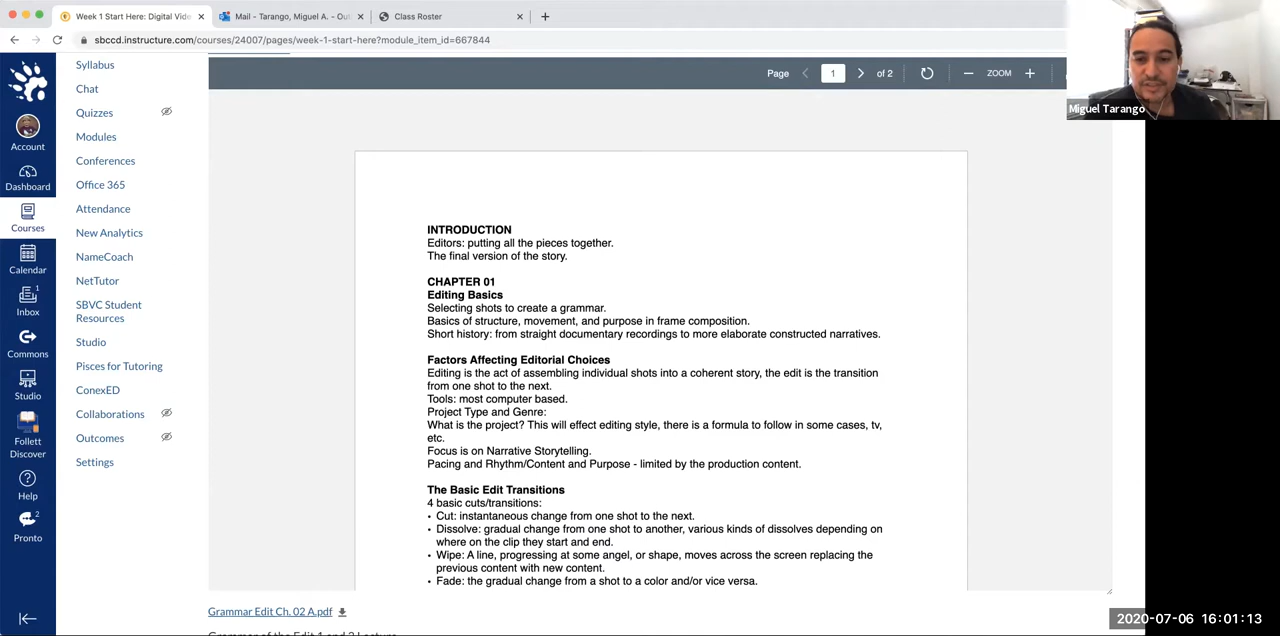 Week 1 Start Here: Digital Vide
Mail - Tarango, Miguel A. - Out
Class Roster
sbccd.instructure.com/courses/24007/pages/week-1-start-here?module_item_id=667844
Account
Dashboard
Courses
Calendar
1
Inbox
Commons
Studio
Follett
Discover
Help
2
Pronto
Syllabus
Chat
Quizzes
Modules
Conferences
Office 365
Attendance
New Analytics
NameCoach
NetTutor
SBVC Student
Resources
Studio
Pisces for Tutoring
ConexED
Collaborations
Outcomes
Settings
Page 1 of 2 ZOOM
INTRODUCTION
Editors: putting all the pieces together.
The final version of the story.
CHAPTER 01
Editing Basics
Selecting shots to create a grammar.
Basics of structure, movement, and purpose in frame composition.
Short history: from straight documentary recordings to more elaborate constructed narratives.
Factors Affecting Editorial Choices
Editing is the act of assembling individual shots into a coherent story, the edit is the transition
from one shot to the next.
Tools: most computer based.
Project Type and Genre:
What is the project? This will effect editing style, there is a formula to follow in some cases, tv,
etc.
Focus is on Narrative Storytelling.
Pacing and Rhythm/Content and Purpose - limited by the production content.
The Basic Edit Transitions
4 basic cuts/transitions:
• Cut: instantaneous change from one shot to the next.
• Dissolve: gradual change from one shot to another, various kinds of dissolves depending on
where on the clip they start and end.
• Wipe: A line, progressing at some angel, or shape, moves across the screen replacing the
previous content with new content.
• Fade: the gradual change from a shot to a color and/or vice versa.
Grammar Edit Ch. 02 A.pdf
Grammar of the Edit 1 and 2 Lecture
Miguel Tarango
2020-07-06 16:01:13